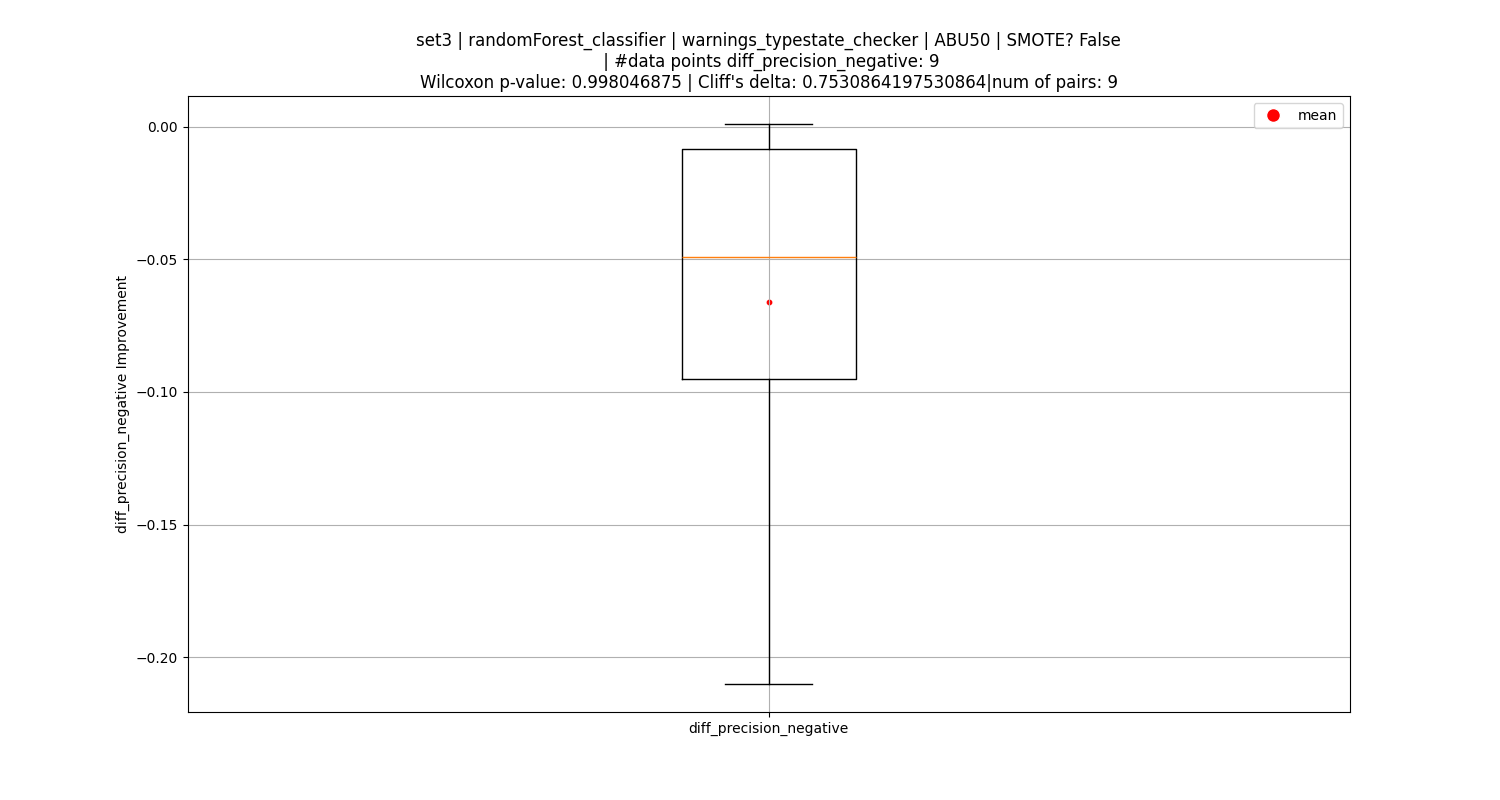 set3 | randomForest_classifier | warnings_typestate_checker | ABU50 | SMOTE? False
| #data points diff_precision_negative: 9
Wilcoxon p-value: 0.998046875 | Cliff's delta: 0.7530864197530864|num of pairs: 9
mean
0.00
−0.05
−0.10
−0.15
−0.20
diff_precision_negative Improvement
diff_precision_negative